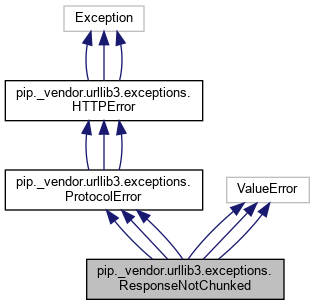 Exception
pip._vendor.urllib3.exceptions.
HTTPError
pip._vendor.urllib3.exceptions.
ProtocolError
ValueError
pip._vendor.urllib3.exceptions.
ResponseNotChunked